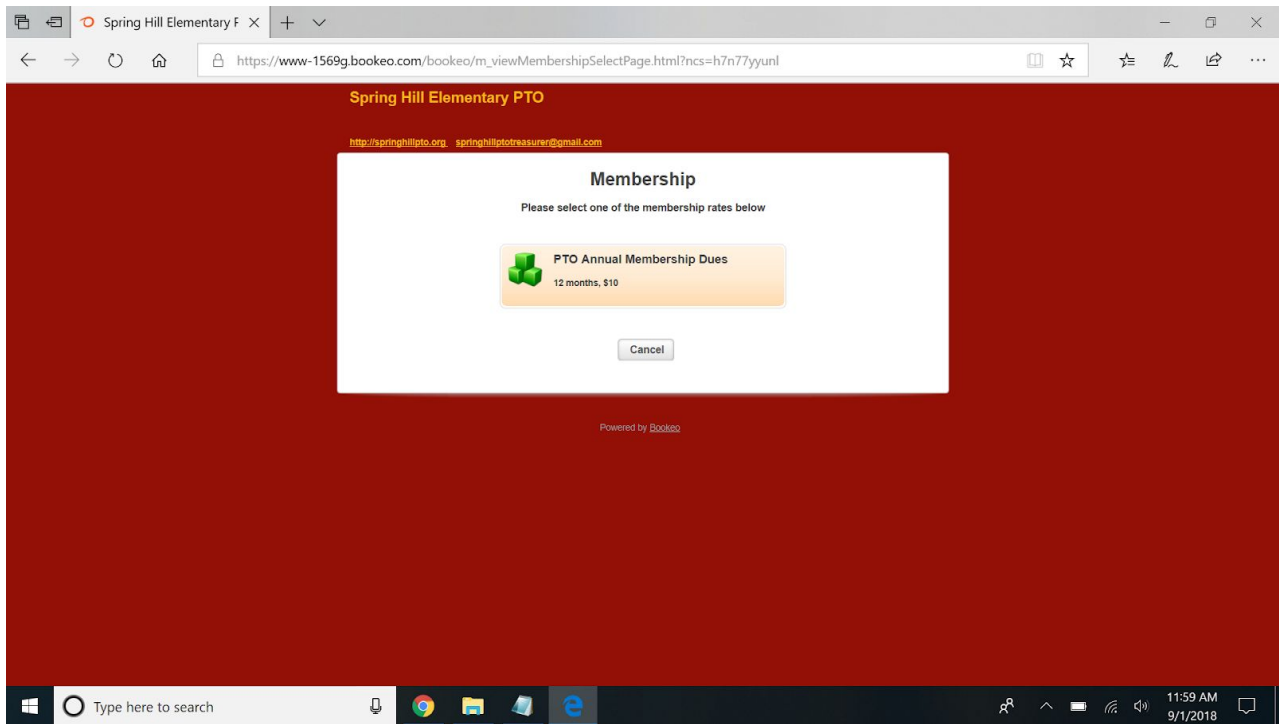 Spring Hill Elementary F
https://www-1569g.bookeo.com/bookeo/m_viewMembershipSelectPage.html?ncs=h7n77yyunl
Spring Hill Elementary PTO
http://springhillpto.org springhillptotreasurer@gmail.com
Membership
Please select one of the membership rates below
PTO Annual Membership Dues
12 months, $10
Cancel
Powered by Bookeo
Type here to search
11:59 AM
9/1/2018